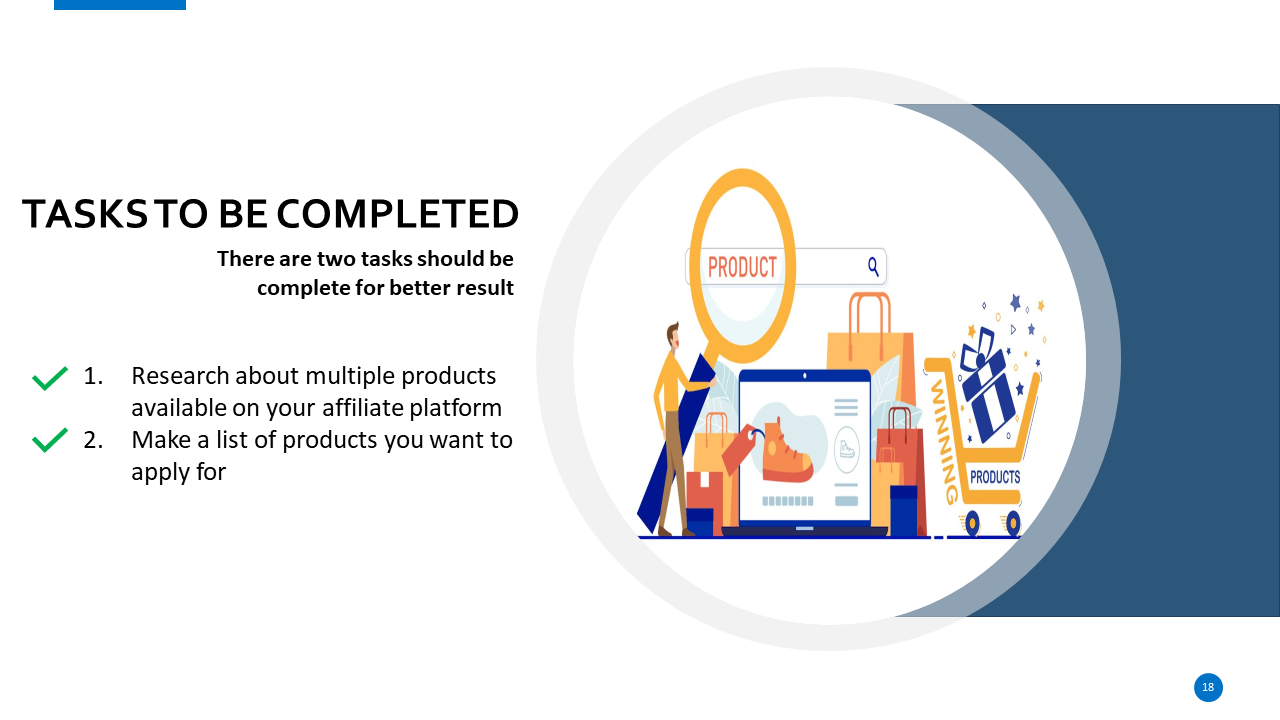 TASKS TO BE COMPLETED
There are two tasks should be
complete for better result
1. Research about multiple products
available on your affiliate platform
2. Make a list of products you want to
apply for
PRODUCT
WINNING
PRODUCTS
18